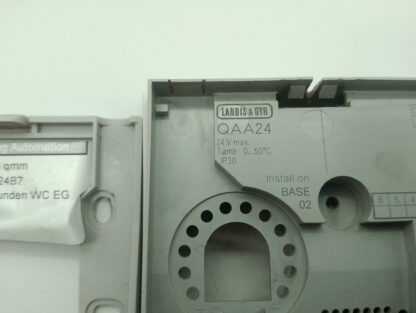 g Automation
qmm
24B7
unden WC EG
LANDIS & GYR
QAA24
24 V max.
Tamb: 0...50°C
IP30
Install on
BASE
02
6 5 4